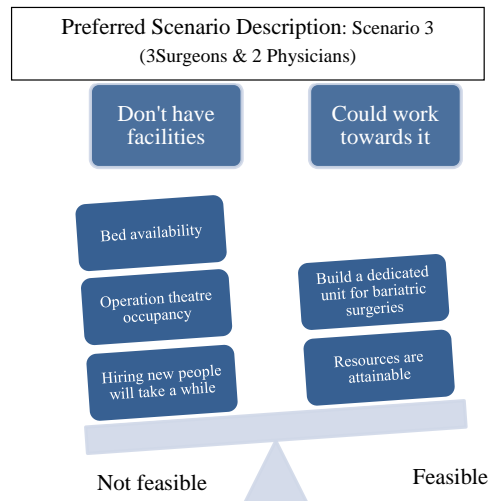 Preferred Scenario Description: Scenario 3
(3Surgeons & 2 Physicians)
Don't have
facilities
Could work
towards it
Bed availability
Operation theatre
occupancy
Hiring new people
will take a while
Build a dedicated
unit for bariatric
surgeries
Resources are
attainable
Not feasible
Feasible